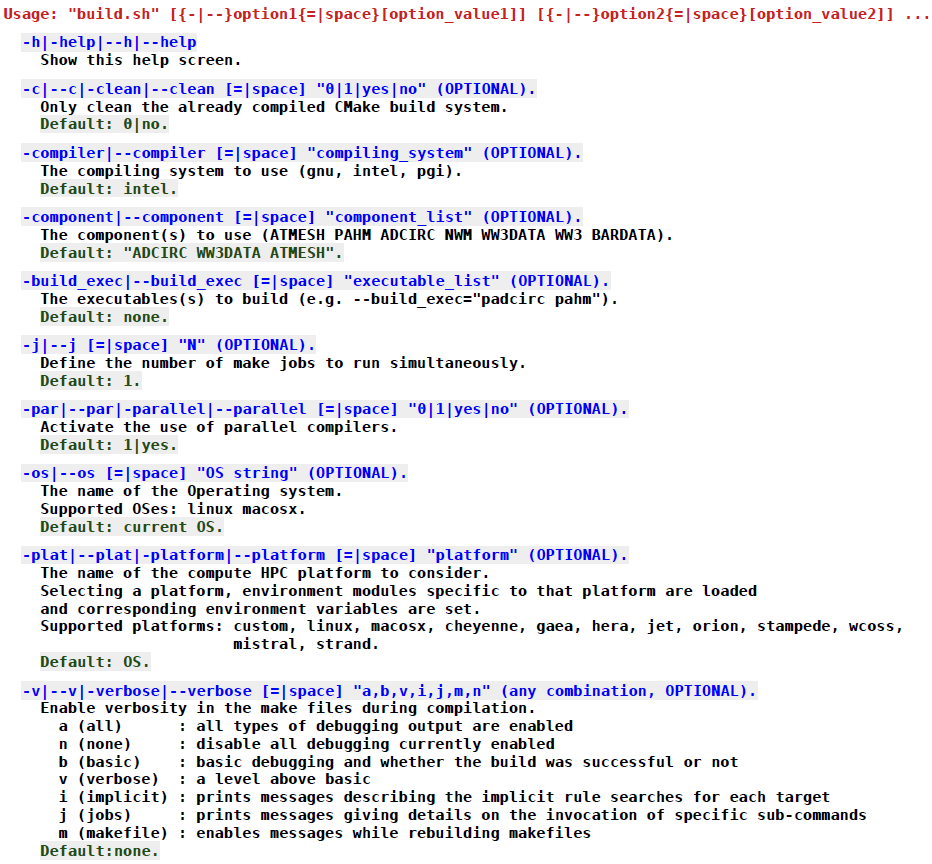 Usage: "build.sh" [{-|--}option1{=|space}[option_value1]] [{-|--}option2{=|space}[option_value2]] ...
-h|-help|--h|--help
Show this help screen.
-c|--c|-clean|--clean [=|space] "0|1|yes|no" (OPTIONAL).
Only clean the already compiled CMake build system.
Default: 0|no.
-compiler|--compiler [=|space] "compiling_system" (OPTIONAL).
The compiling system to use (gnu, intel, pgi).
Default: intel.
-component|--component [=|space] "component_list" (OPTIONAL).
The component(s) to use (ATMESH PAHM ADCIRC NWM WW3DATA WW3 BARDATA).
Default: "ADCIRC WW3DATA ATMESH".
-build_exec|--build_exec [=|space] "executable_list" (OPTIONAL).
The executables(s) to build (e.g. --build_exec="padcirc pahm").
Default: none.
-j|--j [=|space] "N" (OPTIONAL).
Define the number of make jobs to run simultaneously.
Default: 1.
-par|--par|-parallel|--parallel [=|space] "0|1|yes|no" (OPTIONAL).
Activate the use of parallel compilers.
Default: 1|yes.
-os|--os [=|space] "OS string" (OPTIONAL).
The name of the Operating system.
Supported OSes: linux macosx.
Default: current OS.
-plat|--plat|-platform|--platform [=|space] "platform" (OPTIONAL).
The name of the compute HPC platform to consider.
Selecting a platform, environment modules specific to that platform are loaded
and corresponding environment variables are set.
Supported platforms: custom, linux, macosx, cheyenne, gaea, hera, jet, orion, stampede, wcoss,
mistral, strand.
Default: OS.
-v|--v|-verbose|--verbose [=|space] "a,b,v,i,j,m,n" (any combination, OPTIONAL).
Enable verbosity in the make files during compilation.
a (all)      : all types of debugging output are enabled
n (none)     : disable all debugging currently enabled
b (basic)    : basic debugging and whether the build was successful or not
v (verbose)  : a level above basic
i (implicit) : prints messages describing the implicit rule searches for each target
j (jobs)     : prints messages giving details on the invocation of specific sub-commands
m (makefile) : enables messages while rebuilding makefiles
Default:none.